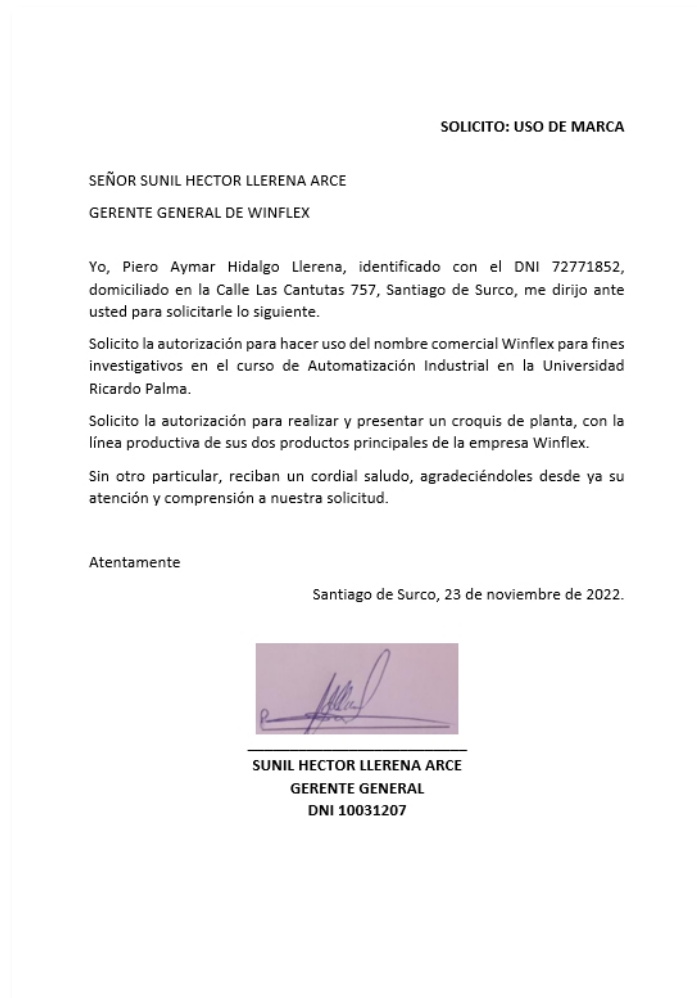 SOLICITO: USO DE MARCA
SEÑOR SUNIL HECTOR LLERENA ARCE
GERENTE GENERAL DE WINFLEX
Yo, Piero Aymar Hidalgo Llerena, identificado con el DNI 72771852,
domiciliado en la Calle Las Cantutas 757, Santiago de Surco, me dirijo ante
usted para solicitarle lo siguiente.
Solicito la autorización para hacer uso del nombre comercial Winflex para fines
investigativos en el curso de Automatización Industrial en la Universidad
Ricardo Palma.
Solicito la autorización para realizar y presentar un croquis de planta, con la
línea productiva de sus dos productos principales de la empresa Winflex.
Sin otro particular, reciban un cordial saludo, agradeciéndoles desde ya su
atención y comprensión a nuestra solicitud.
Atentamente
Santiago de Surco, 23 de noviembre de 2022.
SUNIL HECTOR LLERENA ARCE
GERENTE GENERAL
DNI 10031207